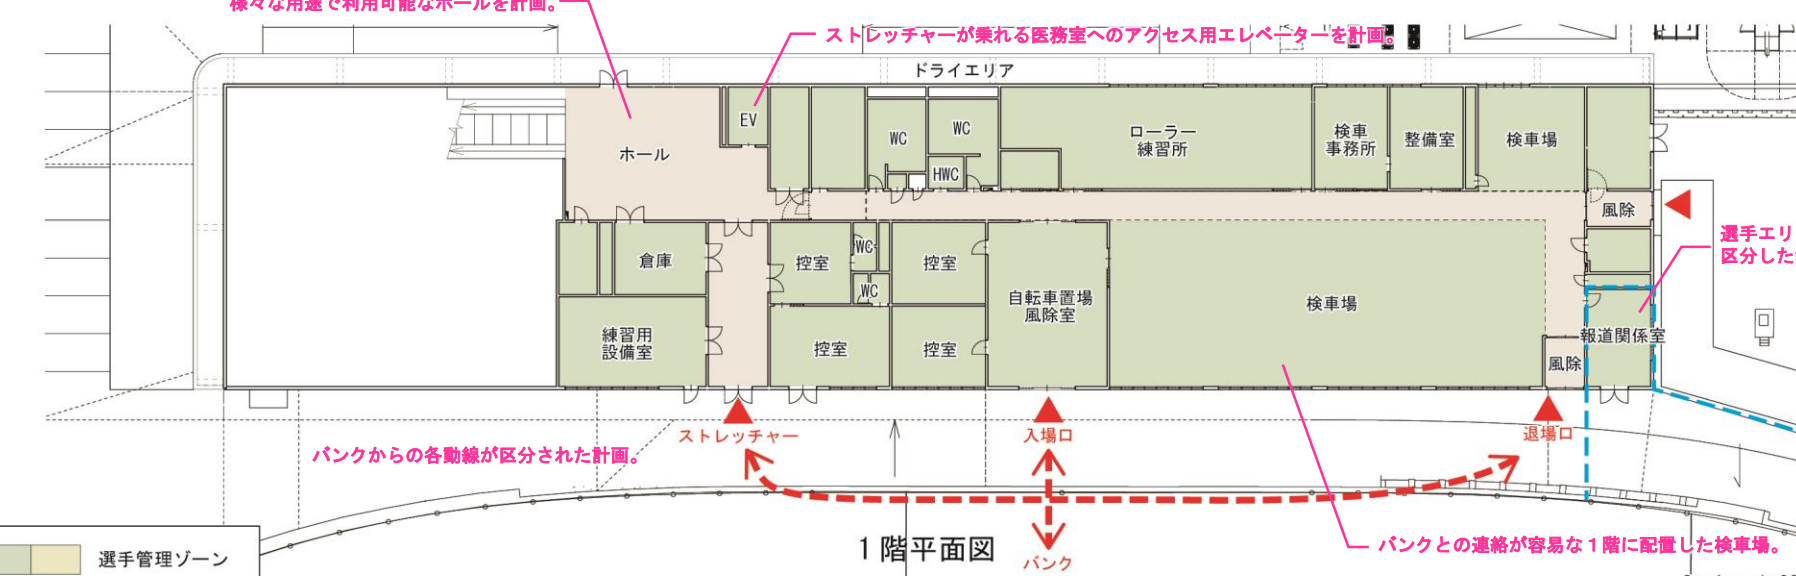 様々な用途で利用可能なホールを計画。
ストレッチャーが乗れる医務室へのアクセス用エレベーターを計画。
ドライエリア
EV
WC
WC
HWC
ホール
ローラー
練習所
検車
事務所
整備室
検車場
風除
選手エリ
区分した
倉庫
控室
WC
WC
控室
自転車置場
風除室
検車場
練習用
設備室
控室
控室
風除
報道関係室
ストレッチャー
入場口
退場口
バンクからの各動線が区分された計画。
1階平面図
バンク
バンクとの連絡が容易な1階に配置した検車場。
選手管理ゾーン